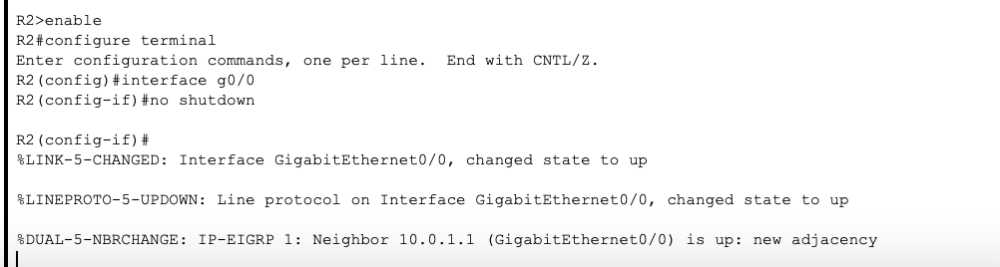 R2>enable
R2#configure terminal
Enter configuration commands, one per line.  End with CNTL/Z.
R2(config)#interface g0/0
R2(config-if)#no shutdown
R2(config-if)#
%LINK-5-CHANGED: Interface GigabitEthernet0/0, changed state to up
%LINEPROTO-5-UPDOWN: Line protocol on Interface GigabitEthernet0/0, changed state to up
%DUAL-5-NBRCHANGE: IP-EIGRP 1: Neighbor 10.0.1.1 (GigabitEthernet0/0) is up: new adjacency